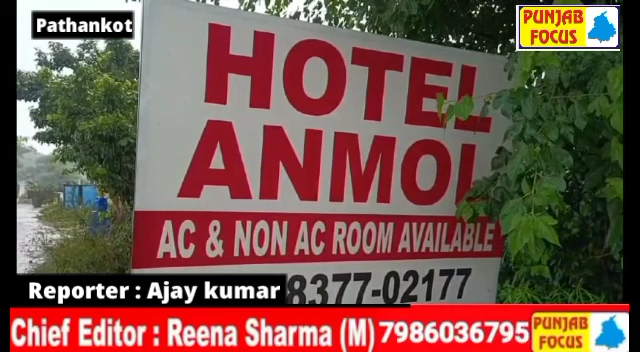 Pathankot
PUNJAB
FOCUS
HOTEL
ANMOL
AC & NON AC ROOM AVAILABLE
8377-02177
Reporter : Ajay kumar
Chief Editor : Reena Sharma (M) 7986036795
PUNJAB
FOCUS